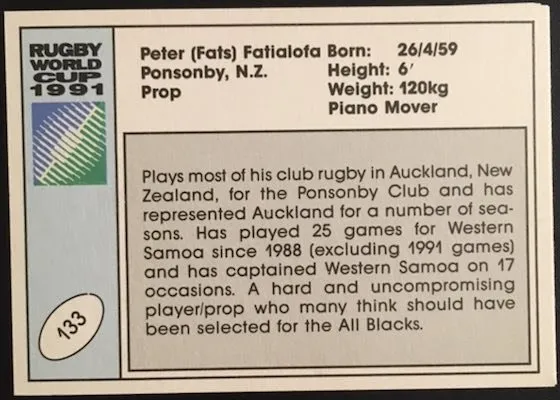 RUGBY
WORLD
CUP
1991
Peter (Fats) Fatialofa Born: 26/4/59
Ponsonby, N.Z. Height: 6′
Prop Weight: 120kg
Piano Mover
Plays most of his club rugby in Auckland, New
Zealand, for the Ponsonby Club and has
represented Auckland for a number of sea-
sons. Has played 25 games for Western
Samoa since 1988 (excluding 1991 games)
and has captained Western Samoa on 17
occasions. A hard and uncompromising
player/prop who many think should have
been selected for the All Blacks.
133